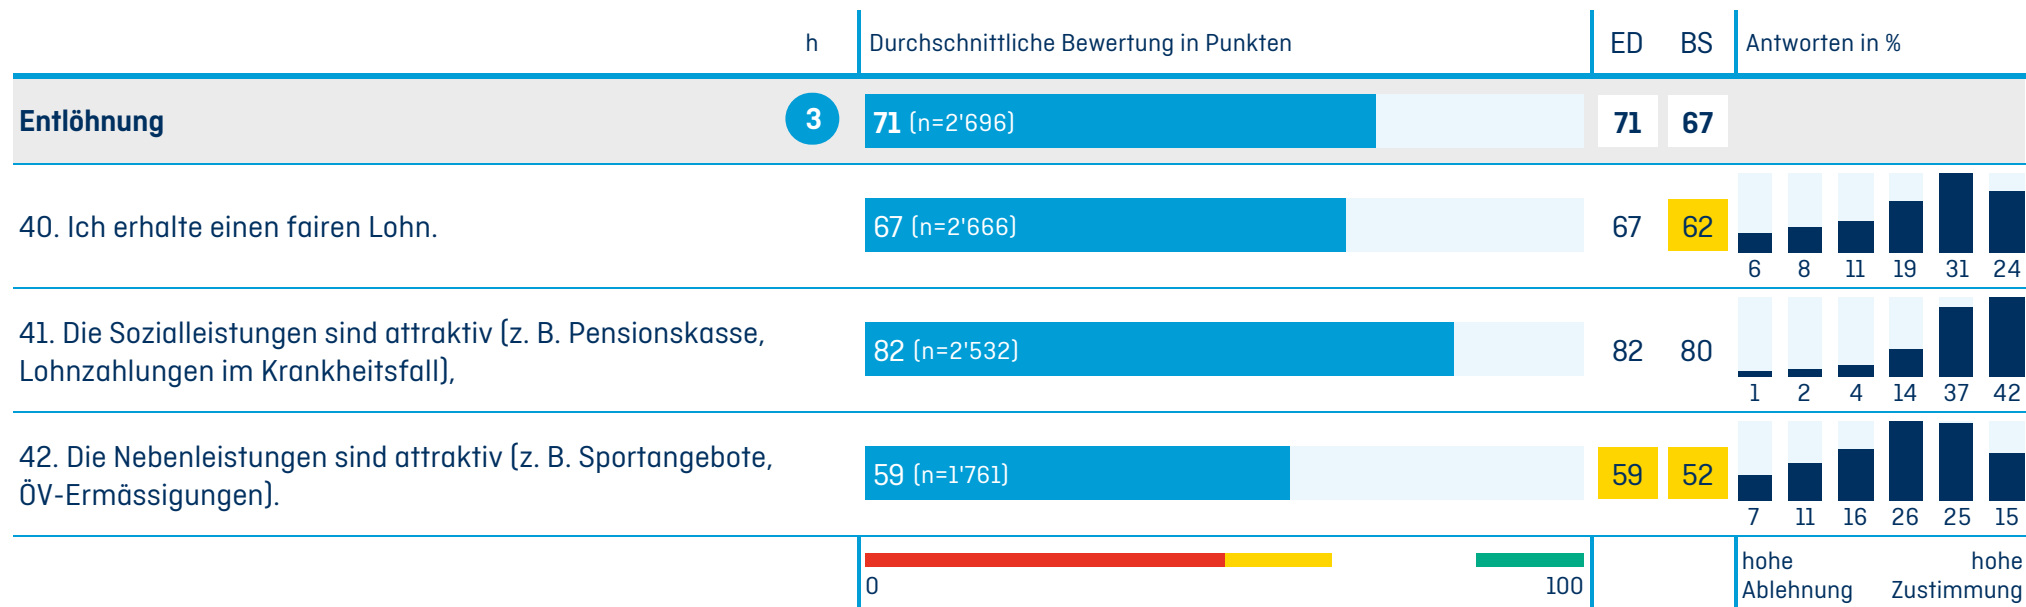 h Durchschnittliche Bewertung in Punkten ED BS Antworten in %
Entlöhnung 3 71 (n=2'696) 71 67
40. Ich erhalte einen fairen Lohn. 67 (n=2'666) 67 62
6 8 11 19 31 24
41. Die Sozialleistungen sind attraktiv (z. B. Pensionskasse,
Lohnzahlungen im Krankheitsfall), 82 (n=2'532) 82 80
1 2 4 14 37 42
42. Die Nebenleistungen sind attraktiv (z. B. Sportangebote,
ÖV-Ermässigungen). 59 (n=1'761) 59 52
7 11 16 26 25 15
0 100
hohe hohe
Ablehnung Zustimmung